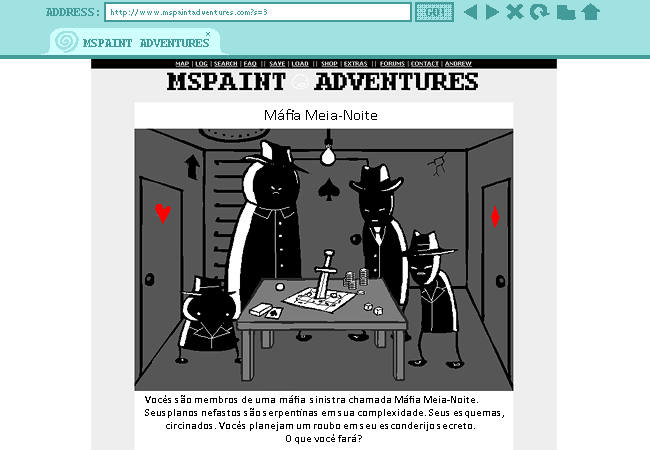 ADDRESS: http://www.mspaintadventures.com?s=3 GO!
MSPAINT ADVENTURES x
MAP | LOG | SEARCH | FAQ || SAVE | LOAD || SHOP | EXTRAS || FORUMS | CONTACT | ANDREW
MSPAINT ADVENTURES
Máfia Meia-Noite
Vocês são membros de uma máfia sinistra chamada Máfia Meia-Noite.
Seusplanos nefastos são serpentinas em sua complexidade. Seus esquemas,
circinados. Vocês planejam um roubo em seu esconderijo secreto.
O que você fará?